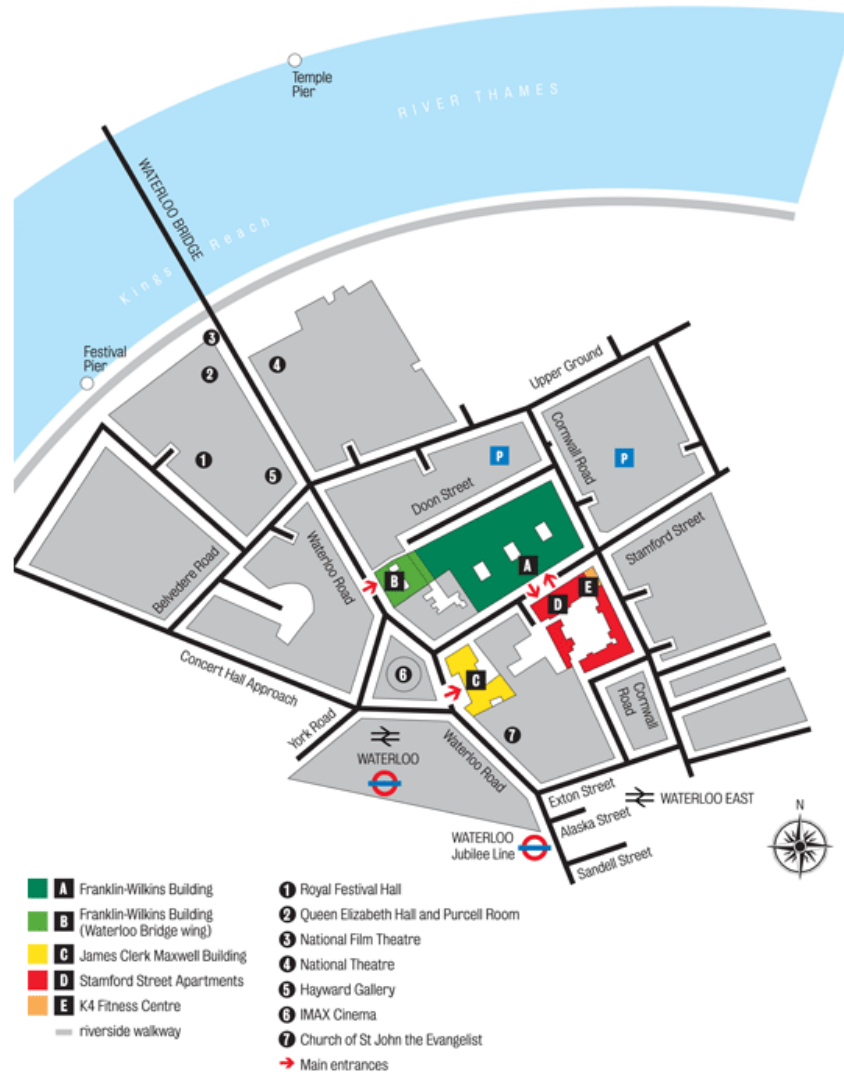 Temple
Pier
RIVER THAMES
WATERLOO BRIDGE
Kings Reach
Festival
Pier
3
2
4
1
5
Upper Ground
Cornwall Road
P
P
Doon Street
Stamford Street
Waterloo Road
Belvedere Road
A
B
E
D
C
6
7
Concert Hall Approach
York Road
Cornwall
Road
Waterloo Road
WATERLOO
Exton Street
WATERLOO EAST
Alaska Street
WATERLOO
Jubilee Line
Sandell Street
N
A Franklin-Wilkins Building
B Franklin-Wilkins Building
(Waterloo Bridge wing)
C James Clerk Maxwell Building
D Stamford Street Apartments
E K4 Fitness Centre
riverside walkway
1 Royal Festival Hall
2 Queen Elizabeth Hall and Purcell Room
3 National Film Theatre
4 National Theatre
5 Hayward Gallery
6 IMAX Cinema
7 Church of St John the Evangelist
Main entrances